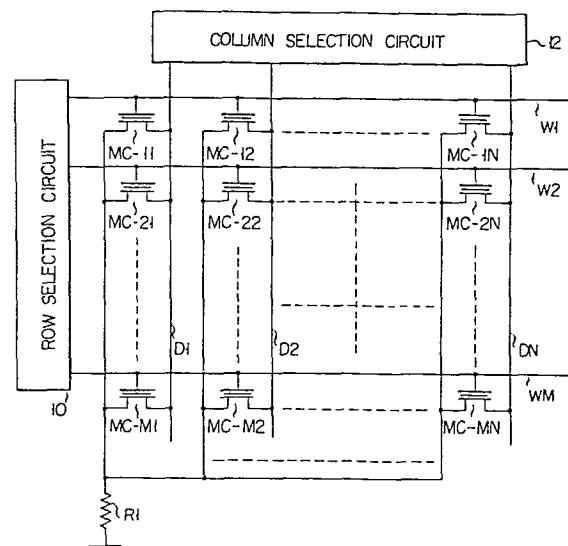 COLUMN SELECTION CIRCUIT
12
ROW SELECTION CIRCUIT
W1
MC-11 MC-12 MC-1N
W2
MC-21 MC-22 MC-2N
D1 D2 DN
WM
10
MC-M1 MC-M2 MC-MN
R1